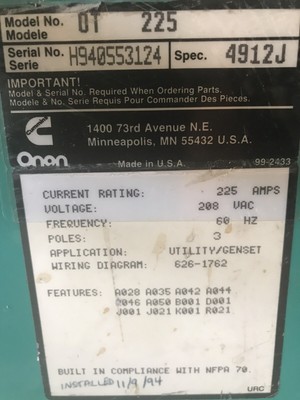 Model No. OT 225
Modele
Serial No. H940553124 Spec. 4912J
Serie
IMPORTANT!
Model & Serial No. Required When Ordering Parts.
Modele & No. Serie Requis Pour Commander Des Pieces.
1400 73rd Avenue N.E.
Minneapolis, MN 55432 U.S.A.
Onan
Made in U.S.A. 99-2433
CURRENT RATING: 225 AMPS
VOLTAGE: 208 VAC
FREQUENCY: 60 HZ
POLES: 3
APPLICATION: UTILITY/GENSET
WIRING DIAGRAM: 626-1762
FEATURES: A028 A035 A042 A044
A046 A050 B001 D001
J001 J021 K001 R021
BUILT IN COMPLIANCE WITH NFPA 70.
INSTALLED 11/9/94